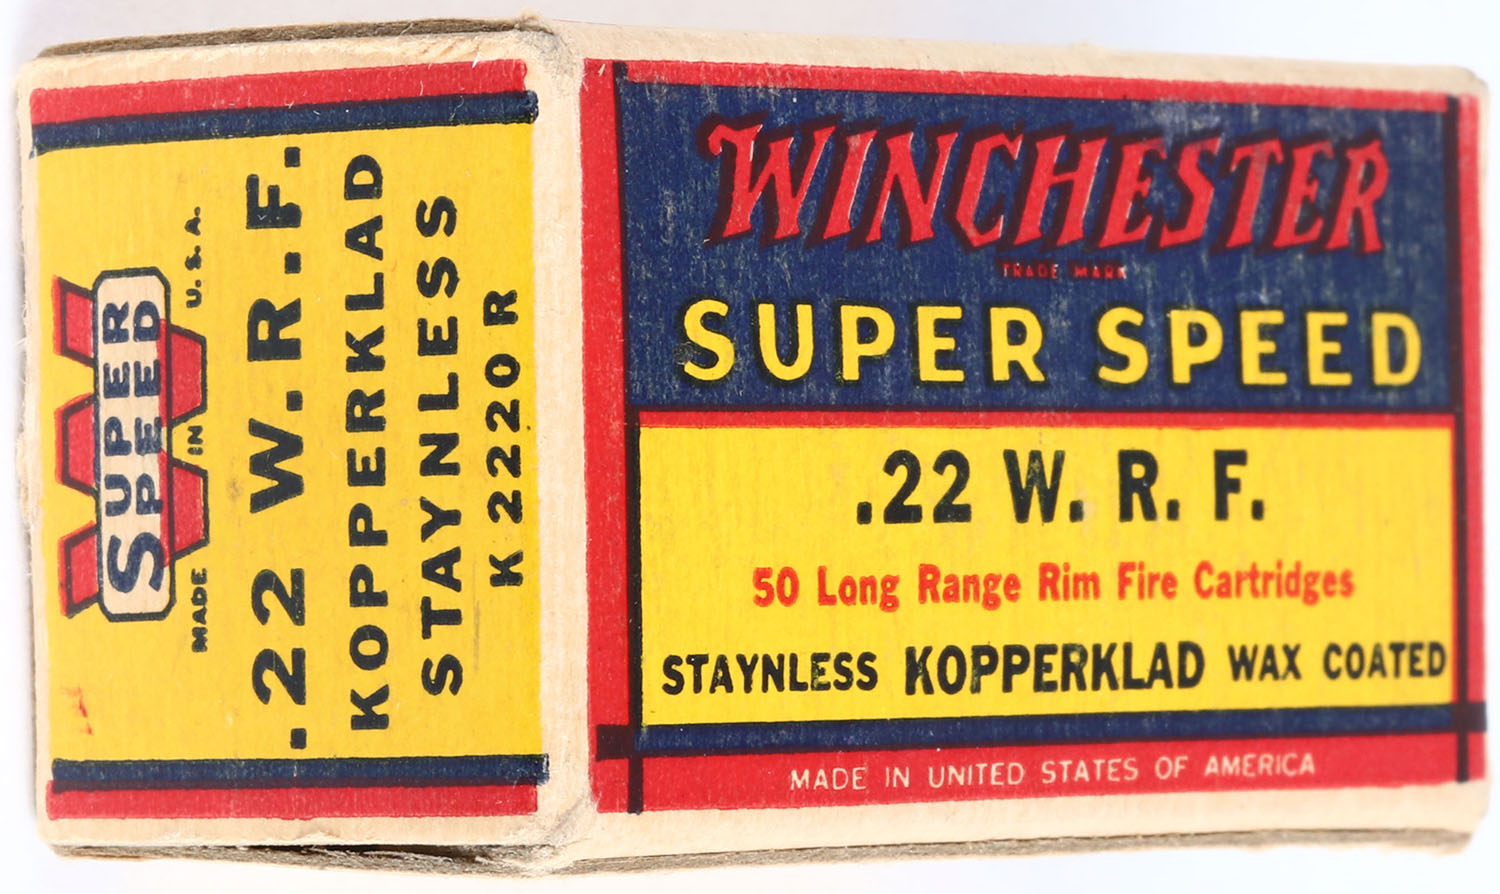 WINCHESTER
TRADE MARK
SUPER SPEED
.22 W. R. F.
50 Long Range Rim Fire Cartridges
STAYNLESS KOPPERKLAD WAX COATED
MADE IN UNITED STATES OF AMERICA
W
SUPER
SPEED
MADE IN U.S.A.
.22 W.R.F.
KOPPERKLAD
STAYNLESS
K2220R